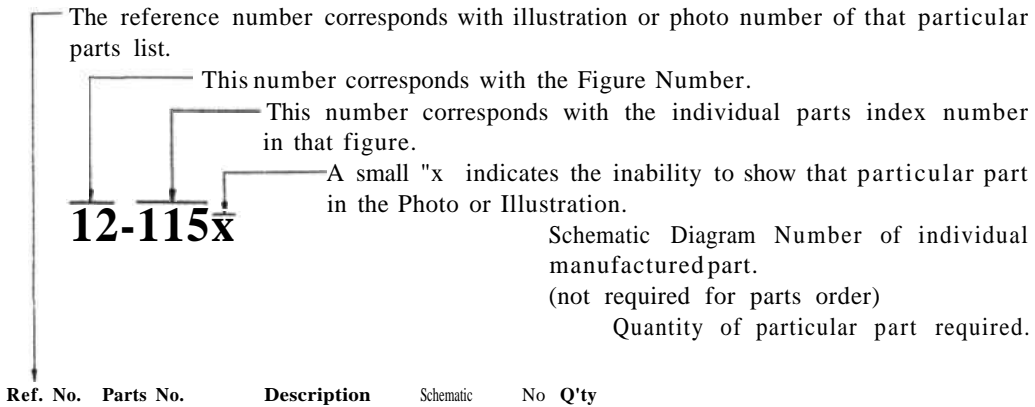 The reference number corresponds with illustration or photo number of that particular
parts list.
This number corresponds with the Figure Number.
This number corresponds with the individual parts index number
in that figure.
A small "x indicates the inability to show that particular part
in the Photo or Illustration.
12-115x
Schematic Diagram Number of individual
manufactured part.
(not required for parts order)
Quantity of particular part required.
Ref. No. Parts No. Description Schematic No Q'ty